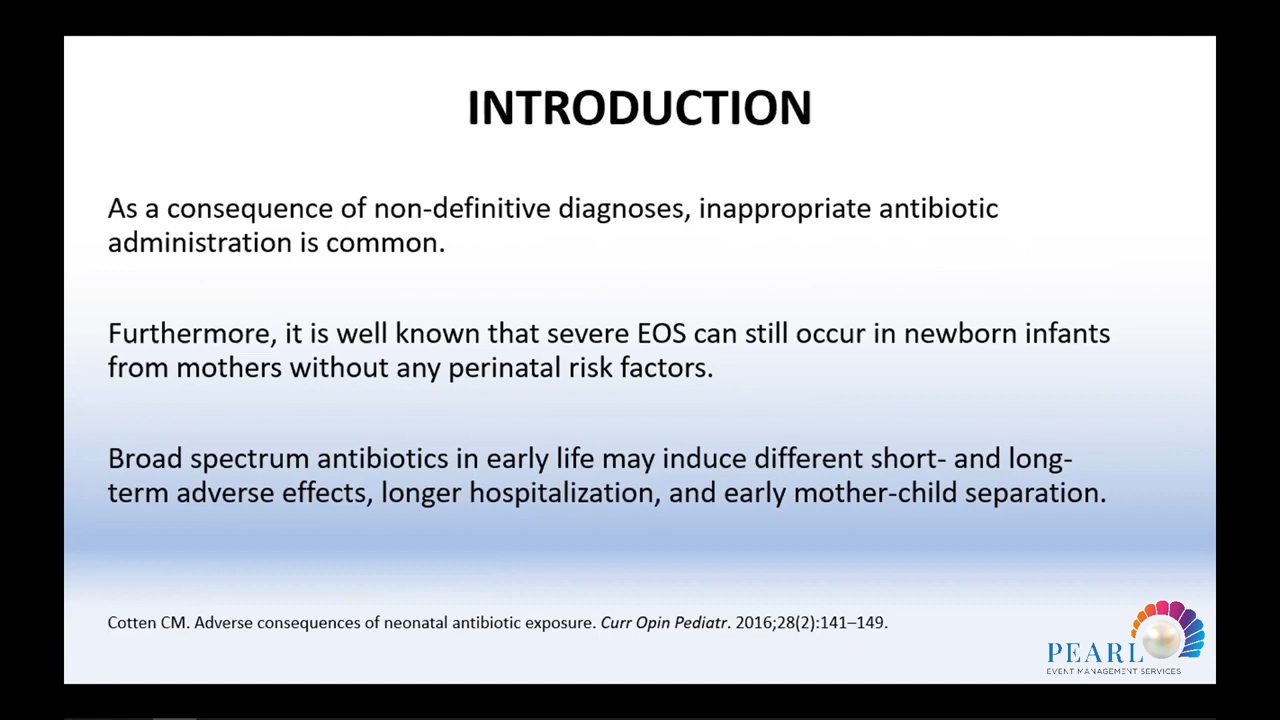 INTRODUCTION
As a consequence of non-definitive diagnoses, inappropriate antibiotic
administration is common.
Furthermore, it is well known that severe EOS can still occur in newborn infants
from mothers without any perinatal risk factors.
Broad spectrum antibiotics in early life may induce different short- and long-
term adverse effects, longer hospitalization, and early mother-child separation.
Cotten CM. Adverse consequences of neonatal antibiotic exposure. Curr Opin Pediatr. 2016;28(2):141–149.
PEARL
EVENT MANAGEMENT SERVICES